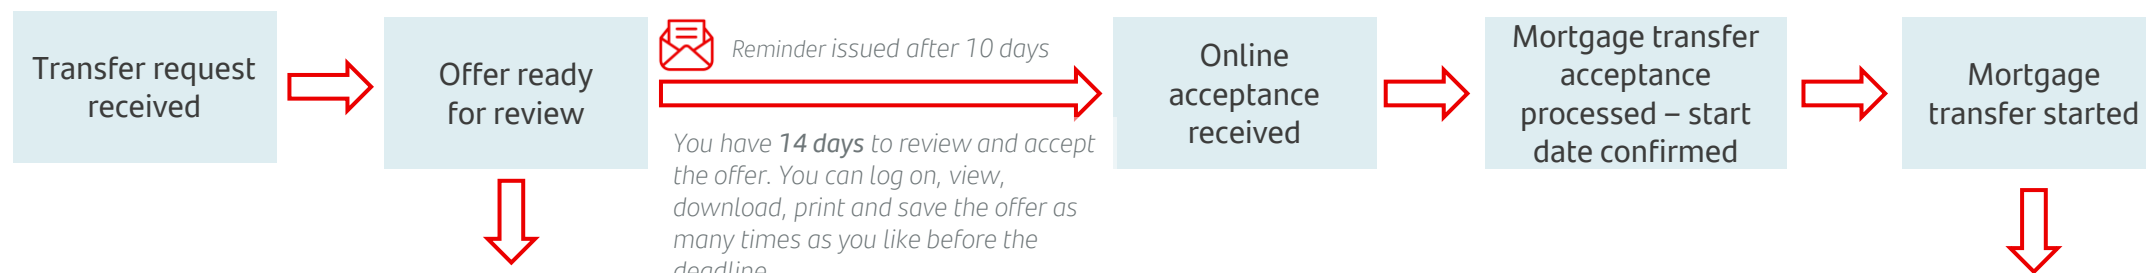 Transfer request
received
Offer ready
for review
Reminder issued after 10 days
You have 14 days to review and accept
the offer. You can log on, view,
download, print and save the offer as
many times as you like before the
deadline
Online
acceptance
received
Mortgage transfer
acceptance
processed – start
date confirmed
Mortgage
transfer started